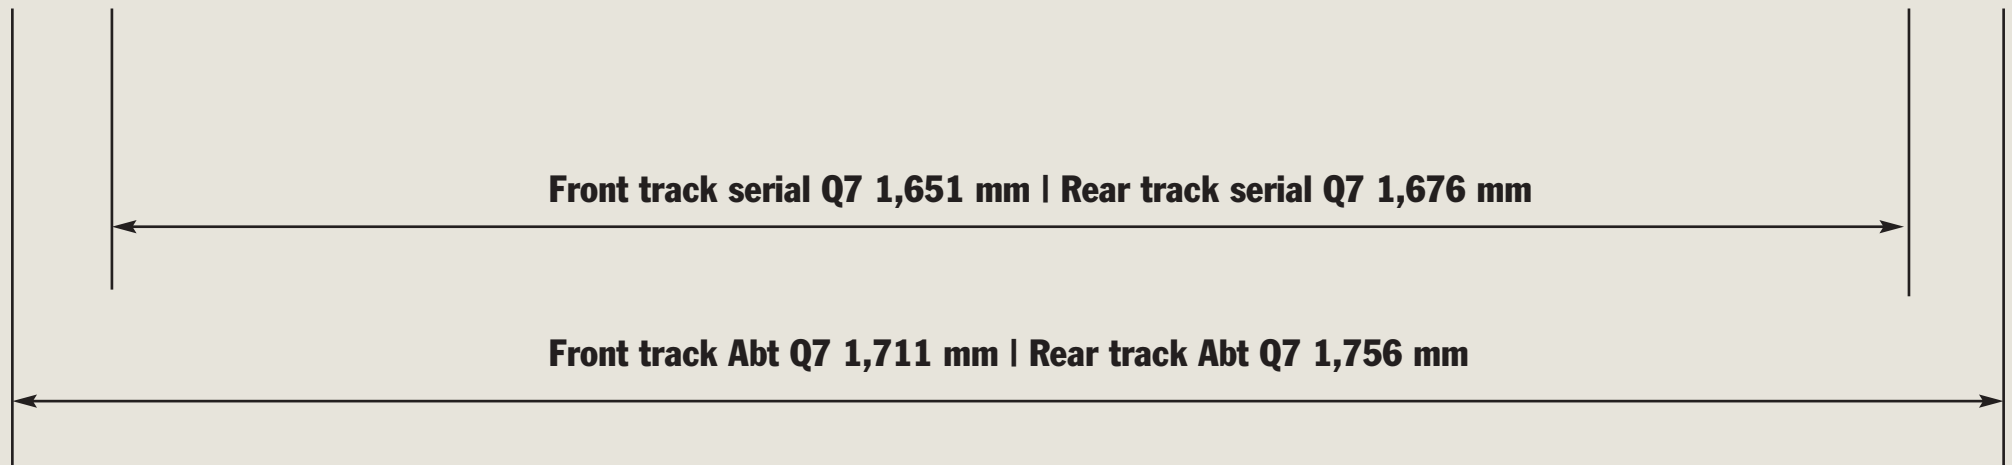 Front track serial Q7 1,651 mm | Rear track serial Q7 1,676 mm
Front track Abt Q7 1,711 mm | Rear track Abt Q7 1,756 mm